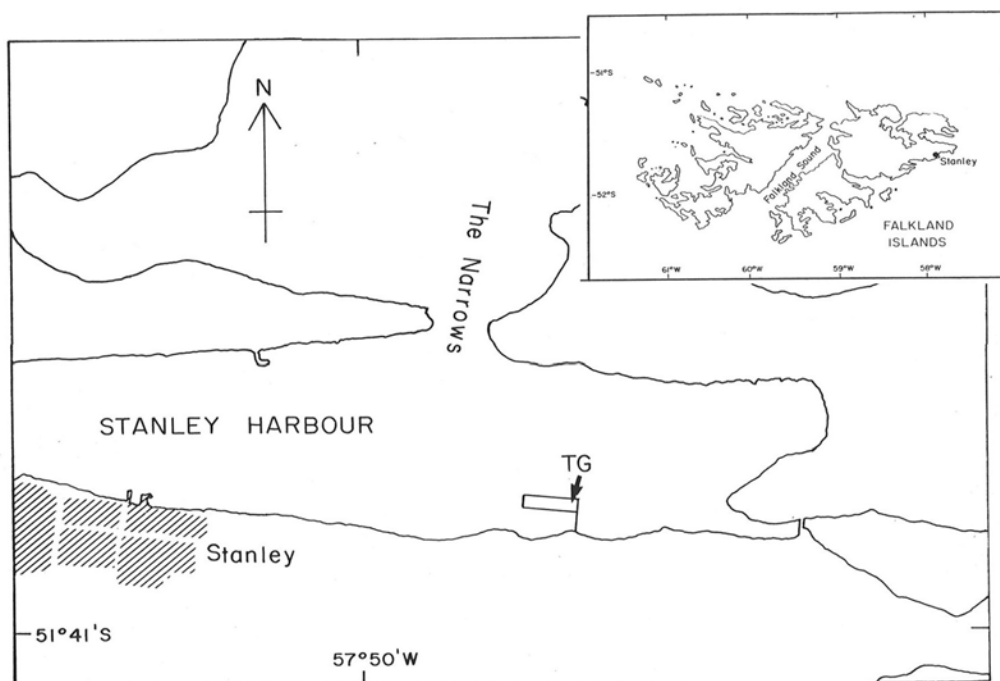 N
The Narrows
STANLEY HARBOUR
TG
Stanley
51°41'S
57°50'W
-51°S
-52°S
Falkland Sound
Stanley
FALKLAND
ISLANDS
61°W
60°W
59°W
58°W